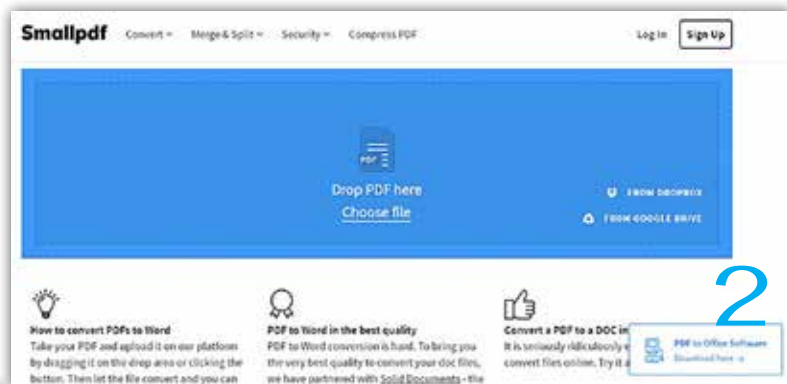 Smallpdf Convert Merge & Split Security Compress PDF Log In Sign Up
PDF
Drop PDF here
Choose file
FROM DROPBOX
FROM GOOGLE DRIVE
2
How to convert PDFs to Word
Take your PDF and upload it on our platform
by dragging it on the drop area or clicking the
button. Then let the file convert and you can
PDF to Word in the best quality
PDF to Word conversion is hard. To bring you
the very best quality to convert your doc files,
we have partnered with Solid Documents - the
Convert a PDF to a DOC in
It is seriously ridiculously
convert files online. Try it
PDF to Office Software
Download here →